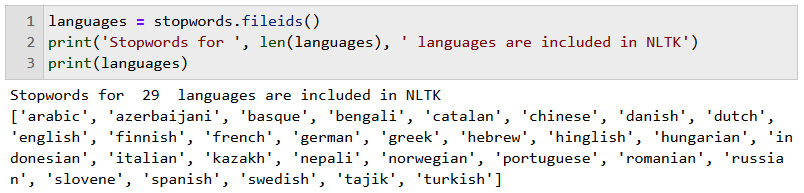 1 languages = stopwords.fileids()
2 print('Stopwords for ', len(languages), ' languages are included in NLTK')
3 print(languages)
Stopwords for  29  languages are included in NLTK
['arabic', 'azerbaijani', 'basque', 'bengali', 'catalan', 'chinese', 'danish', 'dutch',
'english', 'finnish', 'french', 'german', 'greek', 'hebrew', 'hinglish', 'hungarian', 'in
donesian', 'italian', 'kazakh', 'nepali', 'norwegian', 'portuguese', 'romanian', 'russia
n', 'slovene', 'spanish', 'swedish', 'tajik', 'turkish']